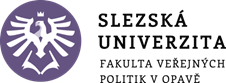 SLEZSKÁ
UNIVERZITA
FAKULTA VEŘEJNÝCH
POLITIK V OPAVĚ